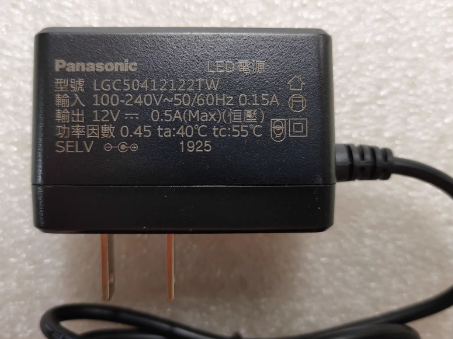 Panasonic LED電源
型號 LGC50412122TW
輸入 100-240V~50/60Hz 0.15A
輸出 12V⎓ 0.5A(Max)(恒壓)
功率因數 0.45 ta:40℃ tc:55℃
SELV 1925